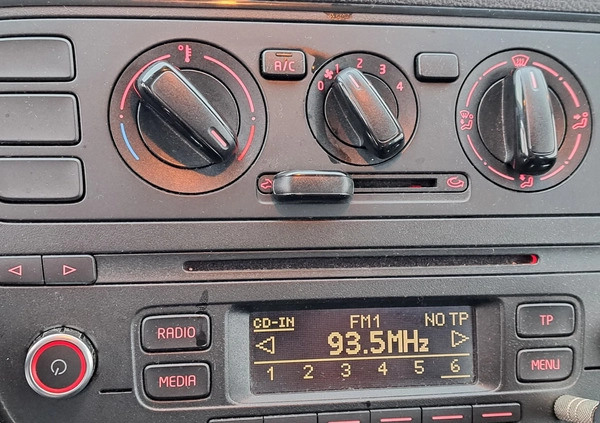 A/C
0 1 2 3 4
RADIO
MEDIA
CD-IN FM1 NO TP
93.5MHz
1 2 3 4 5 6
TP
MENU